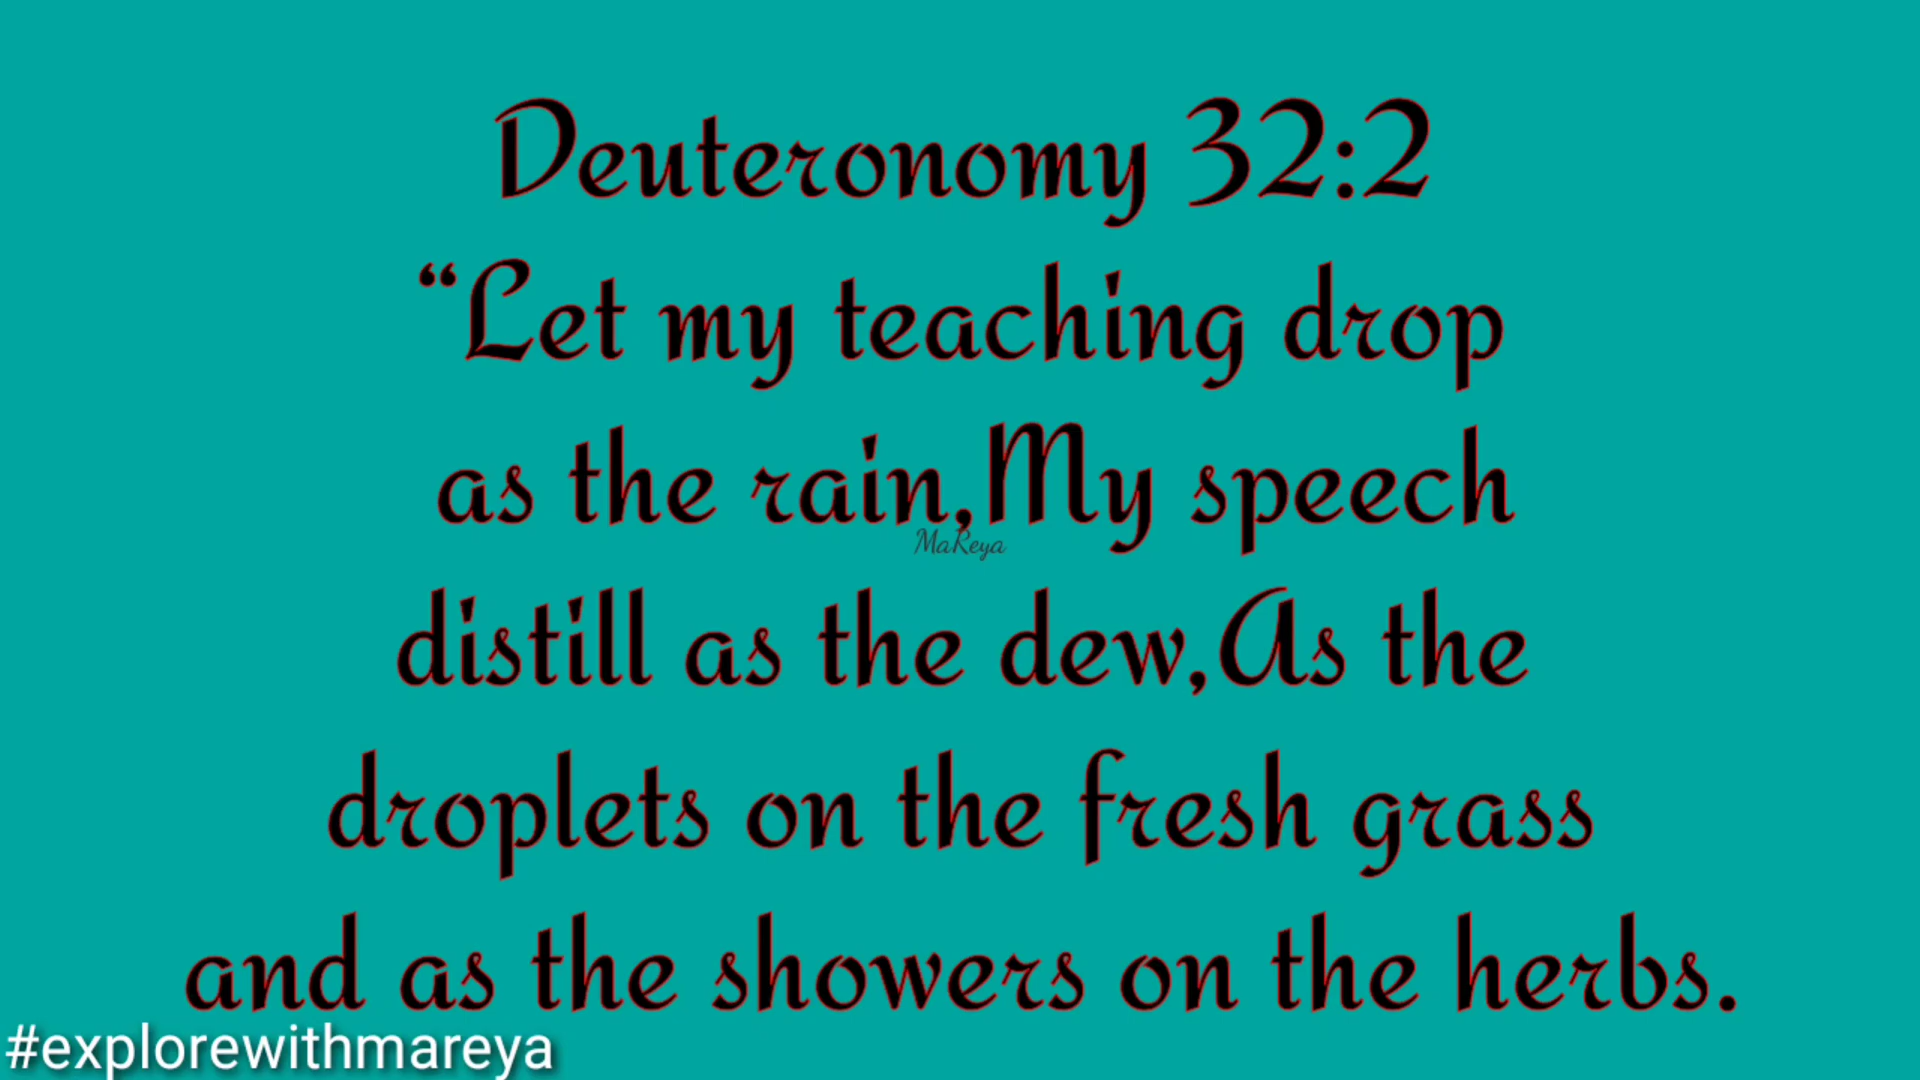 Deuteronomy 32:2
“Let my teaching drop
as the rain,My speech
MaReya
distill as the dew,As the
droplets on the fresh grass
and as the showers on the herbs.
#explorewithmareya